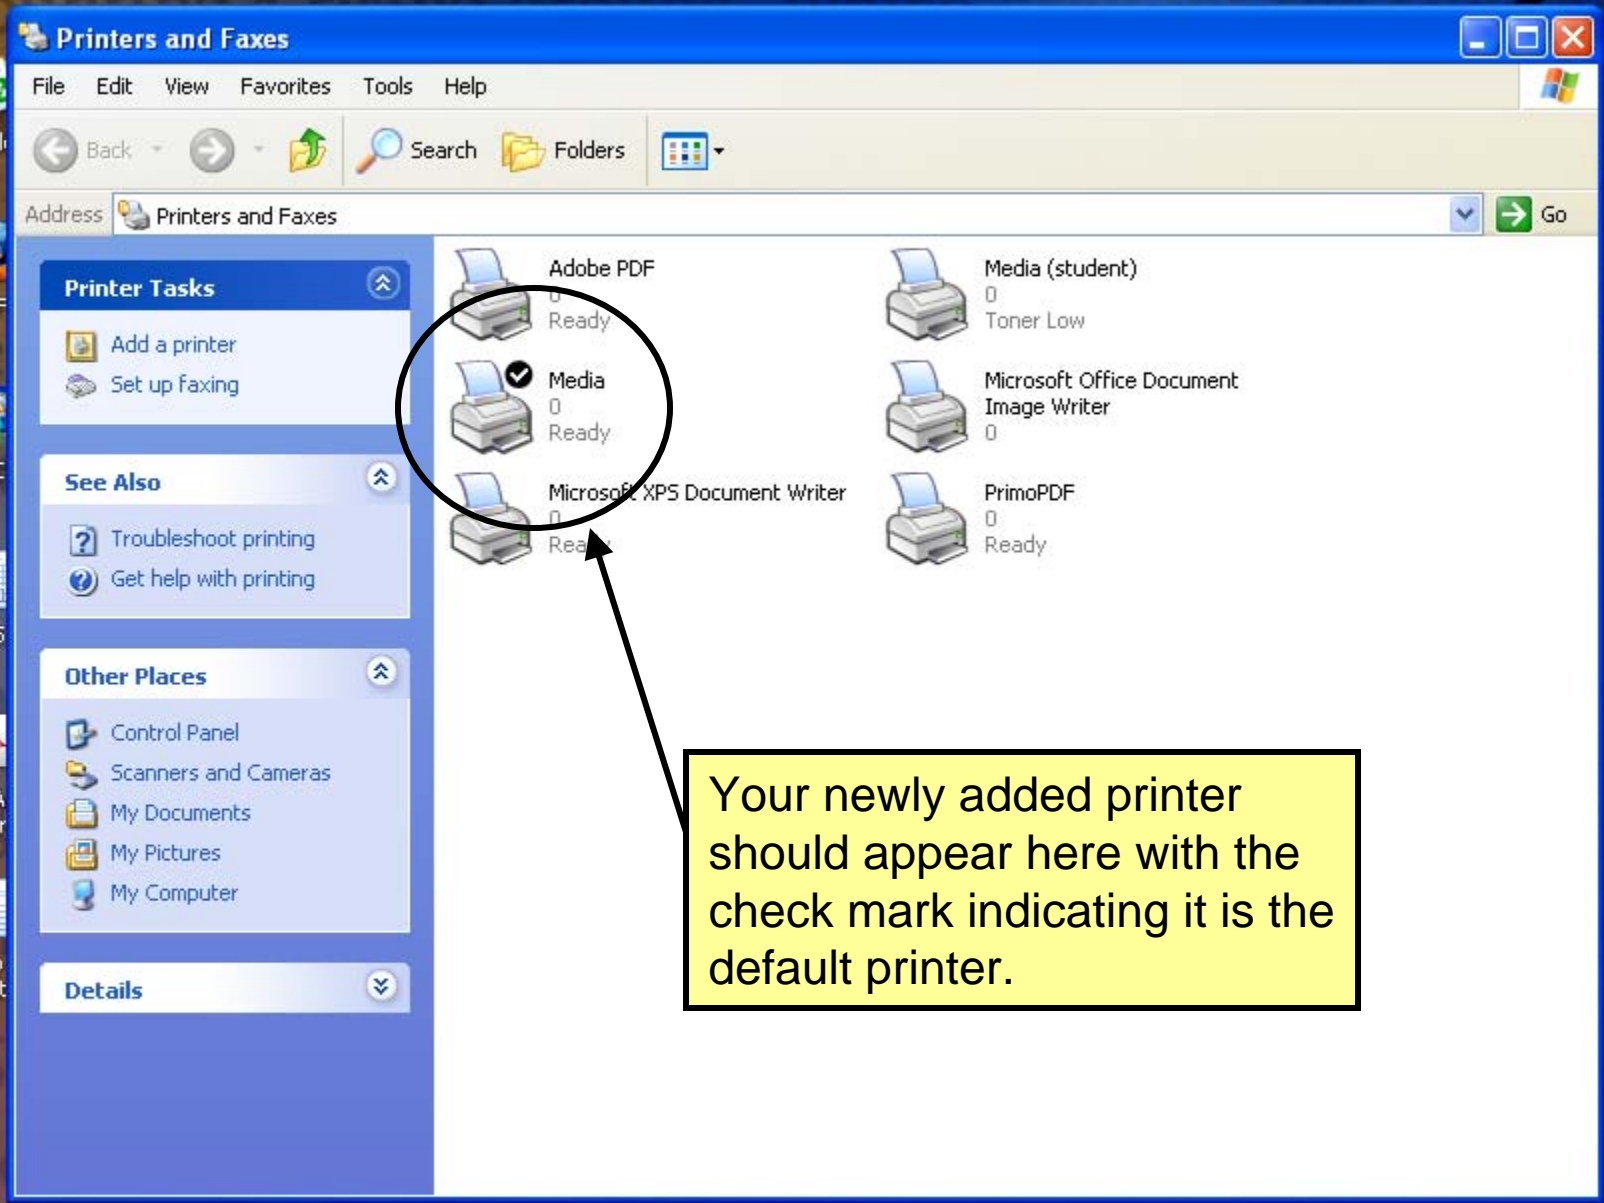 Printers and Faxes
File Edit View Favorites Tools Help
Back Search Folders
Address Printers and Faxes Go
Printer Tasks
Add a printer
Set up faxing
See Also
Troubleshoot printing
Get help with printing
Other Places
Control Panel
Scanners and Cameras
My Documents
My Pictures
My Computer
Details
Adobe PDF
0
Ready
Media (student)
0
Toner Low
Media
0
Ready
Microsoft Office Document
Image Writer
0
Microsoft XPS Document Writer
0
Ready
PrimoPDF
0
Ready
Your newly added printer
should appear here with the
check mark indicating it is the
default printer.